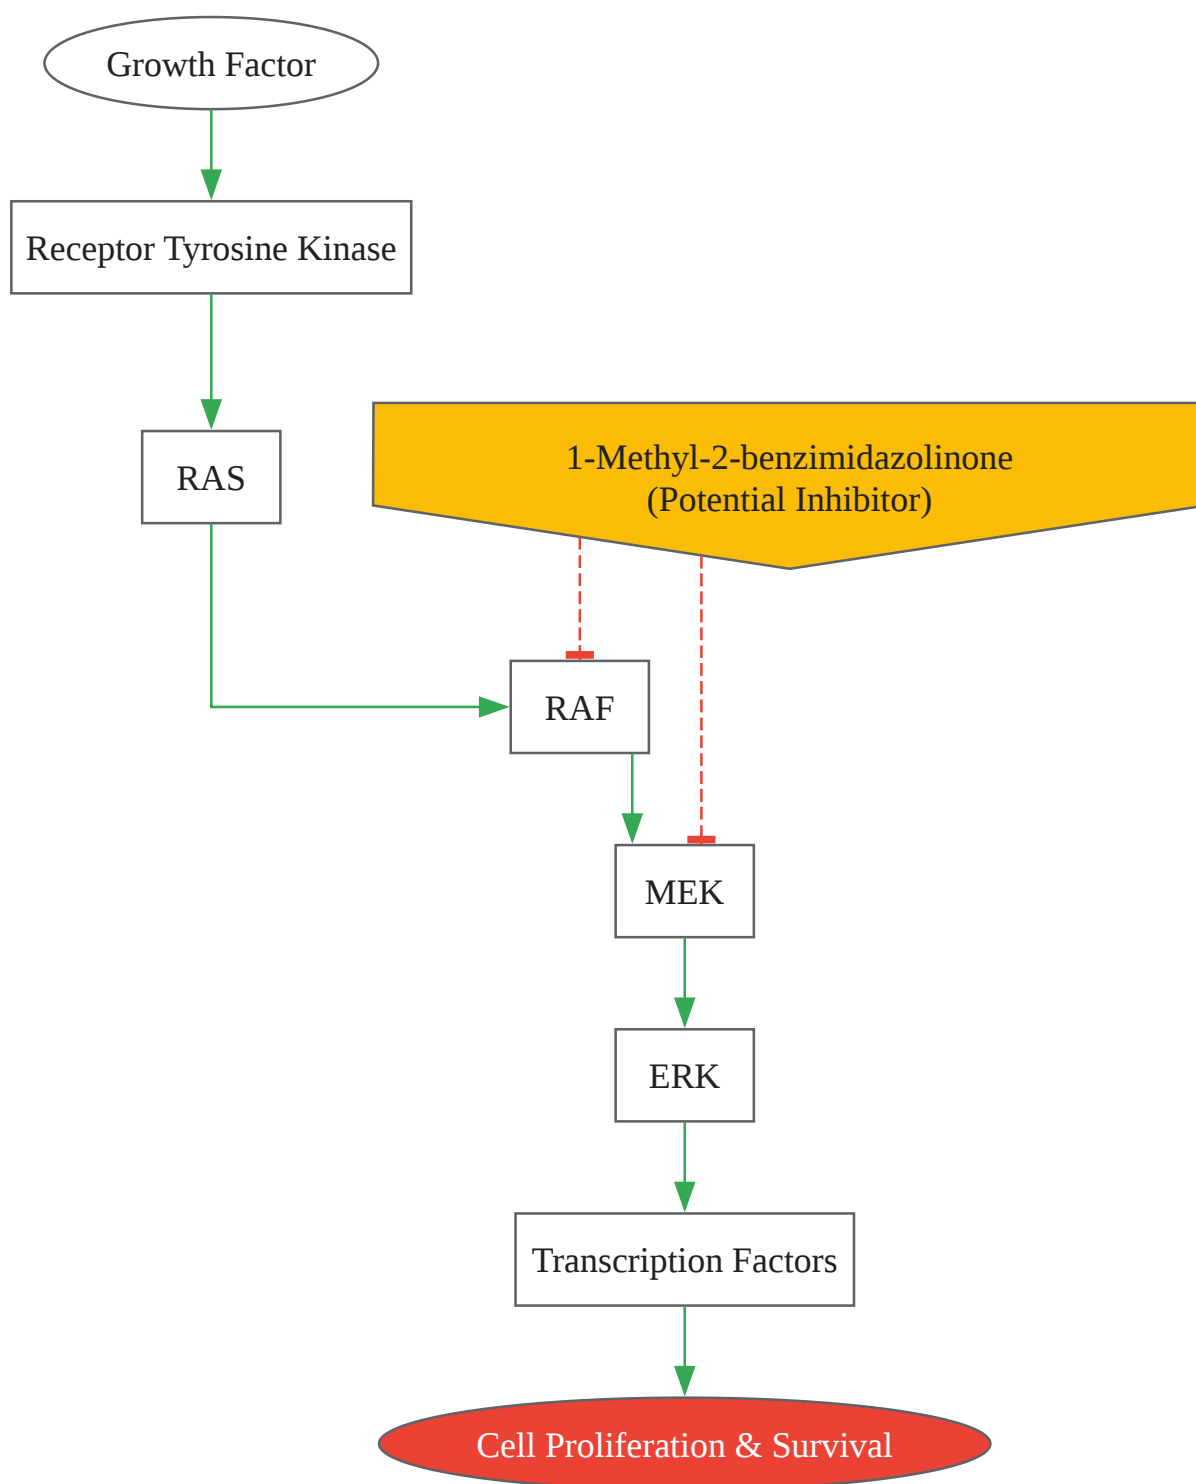 Growth Factor
Receptor Tyrosine Kinase
RAS
1-Methyl-2-benzimidazolinone
(Potential Inhibitor)
RAF
MEK
ERK
Transcription Factors
Cell Proliferation & Survival